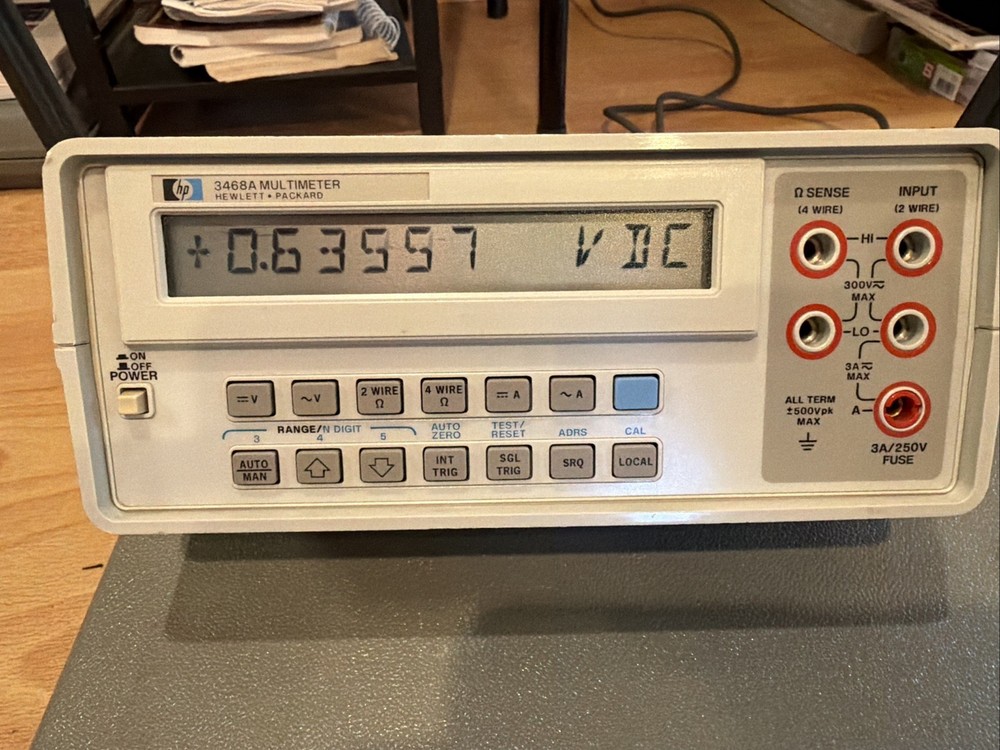 hp 3468A MULTIMETER
HEWLETT • PACKARD
+0.63557 VDC
Ω SENSE
(4 WIRE)
INPUT
(2 WIRE)
HI
300V⎓ MAX
LO
3A⎓ MAX
ALL TERM
±500Vpk
MAX
A
3A/250V
FUSE
ON
OFF
POWER
⎓V
~V
2 WIRE
Ω
4 WIRE
Ω
⎓A
~A
RANGE/N DIGIT
3 4 5
AUTO
ZERO
TEST/
RESET
ADRS
CAL
AUTO
MAN
INT
TRIG
SGL
TRIG
SRQ
LOCAL